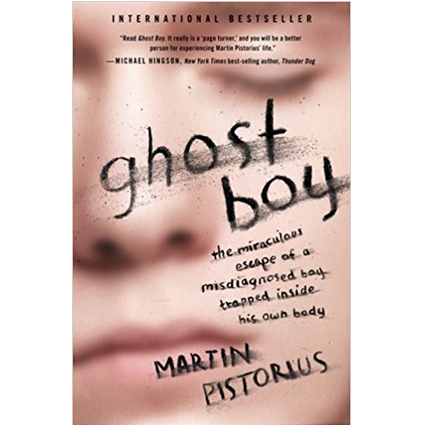 INTERNATIONAL BESTSELLER
"Read Ghost Boy. It really is a 'page turner,' and you will be a better
person for experiencing Martin Pistorius' life."
—MICHAEL HINGSON, New York Times best-selling author, Thunder Dog
ghost
boy
the miraculous
escape of a
misdiagnosed boy
trapped inside
his own body
MARTIN
PISTORIUS